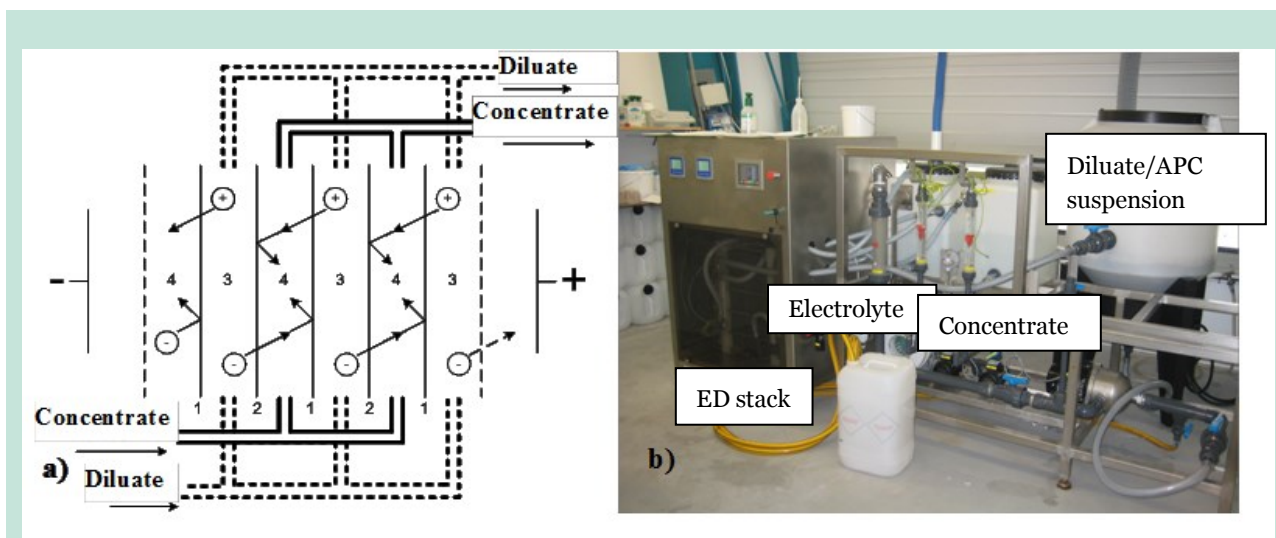 Diluate
Concentrate
+ + +
- 4 3 4 3 4 3 +
- - - -
1 2 1 2 1
Concentrate
a)
Diluate
Diluate/APC
suspension
Electrolyte
Concentrate
ED stack
b)